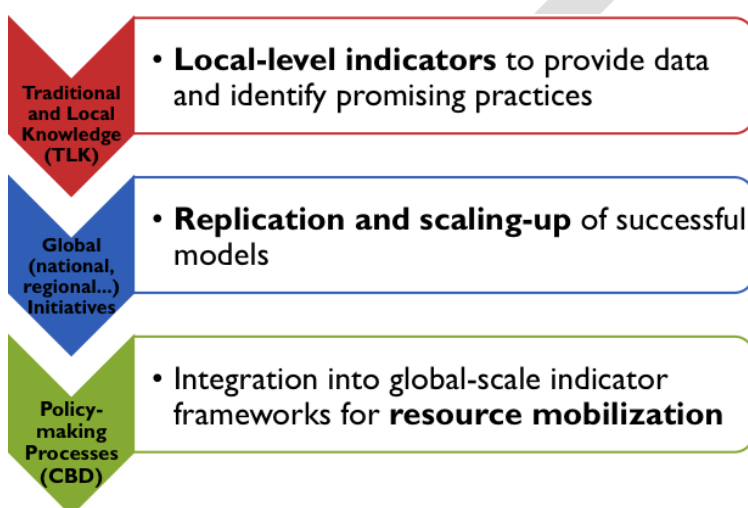 Traditional
and Local
Knowledge
(TLK)
• Local-level indicators to provide data
and identify promising practices
Global
(national,
regional...)
Initiatives
• Replication and scaling-up of successful
models
Policy-
making
Processes
(CBD)
• Integration into global-scale indicator
frameworks for resource mobilization